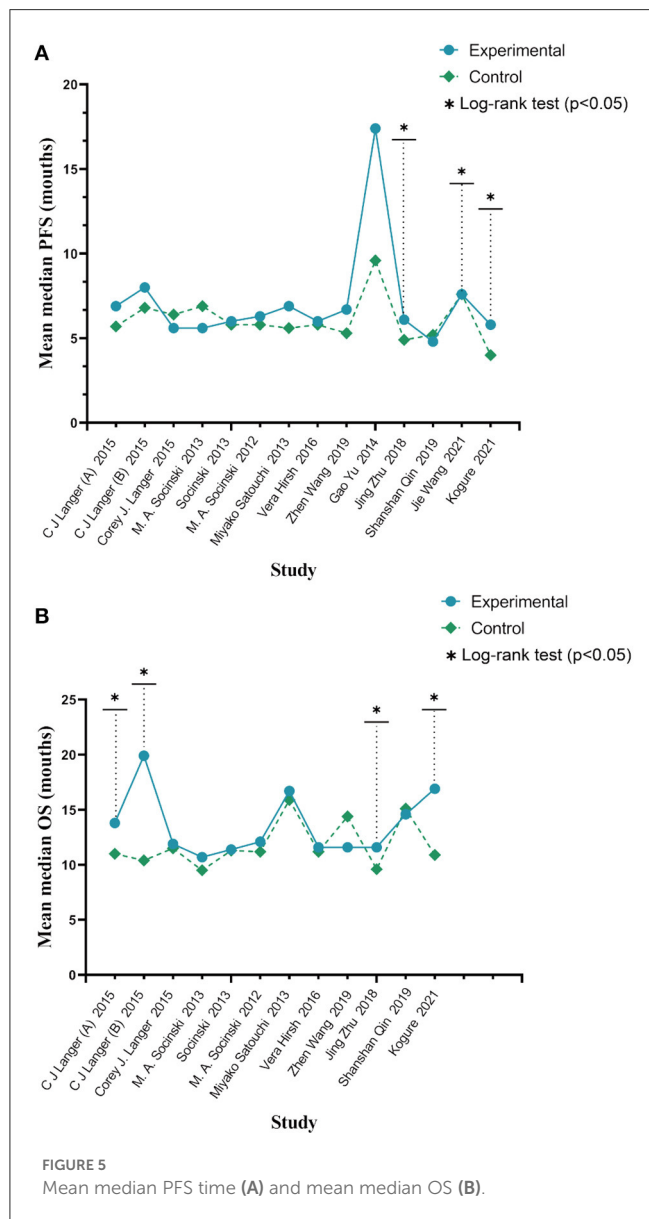 A
Experimental
Control
* Log-rank test (p<0.05)
20
15
10
5
0
Mean median PFS (mouths)
* * *
C J Langer (A) 2015
C J Langer (B) 2015
Corey J. Langer 2015
M. A. Socinski 2013
Socinski 2013
M. A. Socinski 2012
Miyako Satouchi 2013
Vera Hirsh 2016
Zhen Wang 2019
Gao Yu 2014
Jing Zhu 2018
Shanshan Qin 2019
Jie Wang 2021
Kogure 2021
Study
B
Experimental
Control
* Log-rank test (p<0.05)
25
20
15
10
5
0
Mean median OS (mouths)
* * * *
C J Langer (A) 2015
C J Langer (B) 2015
Corey J. Langer 2015
M. A. Socinski 2013
Socinski 2013
M. A. Socinski 2012
Miyako Satouchi 2013
Vera Hirsh 2016
Zhen Wang 2019
Jing Zhu 2018
Shanshan Qin 2019
Kogure 2021
Study
FIGURE 5
Mean median PFS time (A) and mean median OS (B).